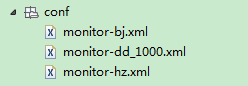 conf
monitor-bj.xml
monitor-dd_1000.xml
monitor-hz.xml